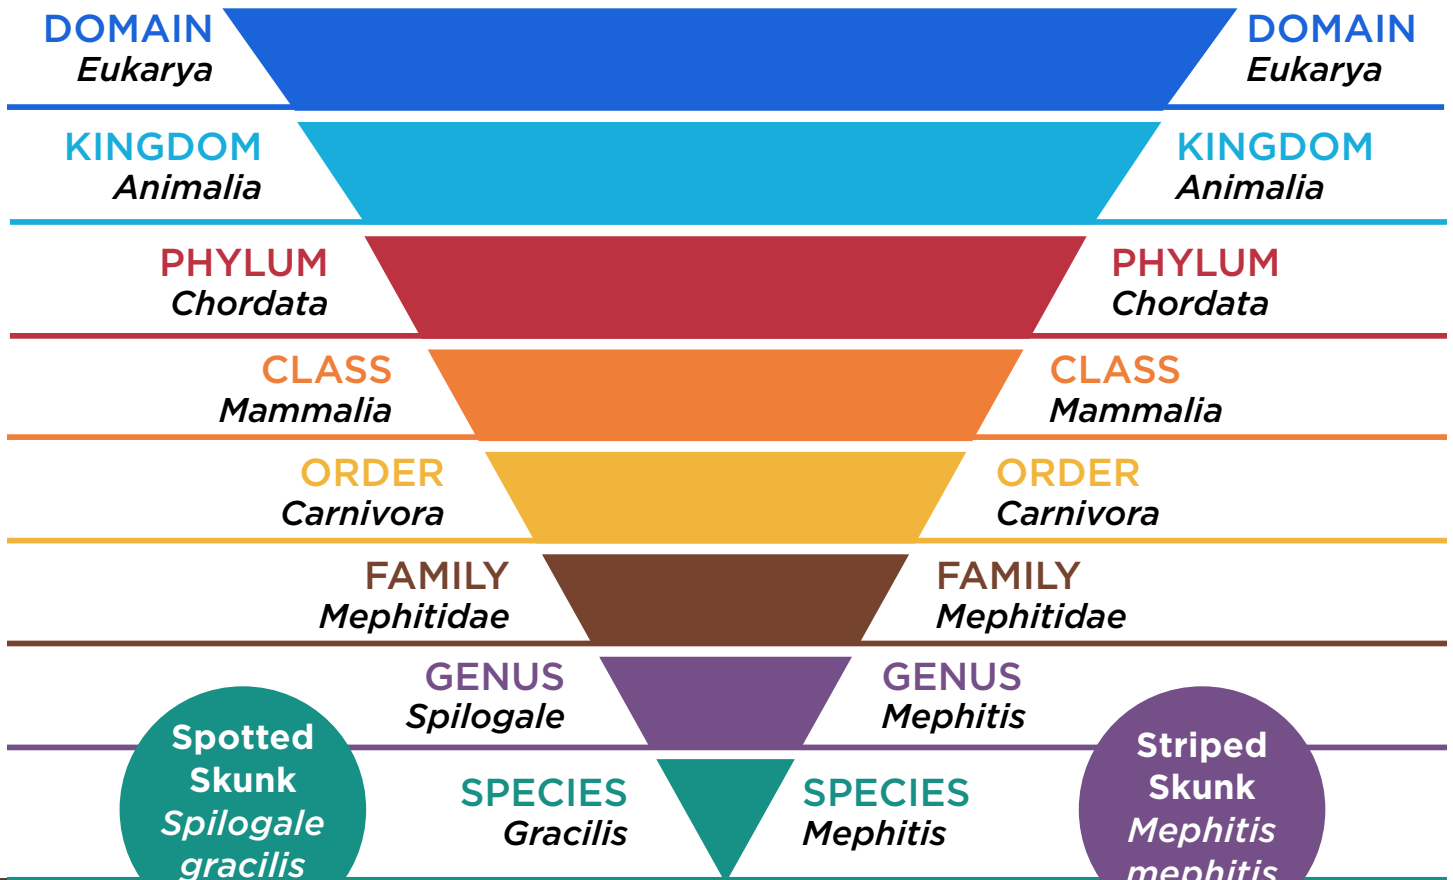 DOMAIN
Eukarya
DOMAIN
Eukarya
KINGDOM
Animalia
KINGDOM
Animalia
PHYLUM
Chordata
PHYLUM
Chordata
CLASS
Mammalia
CLASS
Mammalia
ORDER
Carnivora
ORDER
Carnivora
FAMILY
Mephitidae
FAMILY
Mephitidae
GENUS
Spilogale
GENUS
Mephitis
SPECIES
Gracilis
SPECIES
Mephitis
Spotted
Skunk
Spilogale
gracilis
Striped
Skunk
Mephitis
mephitis